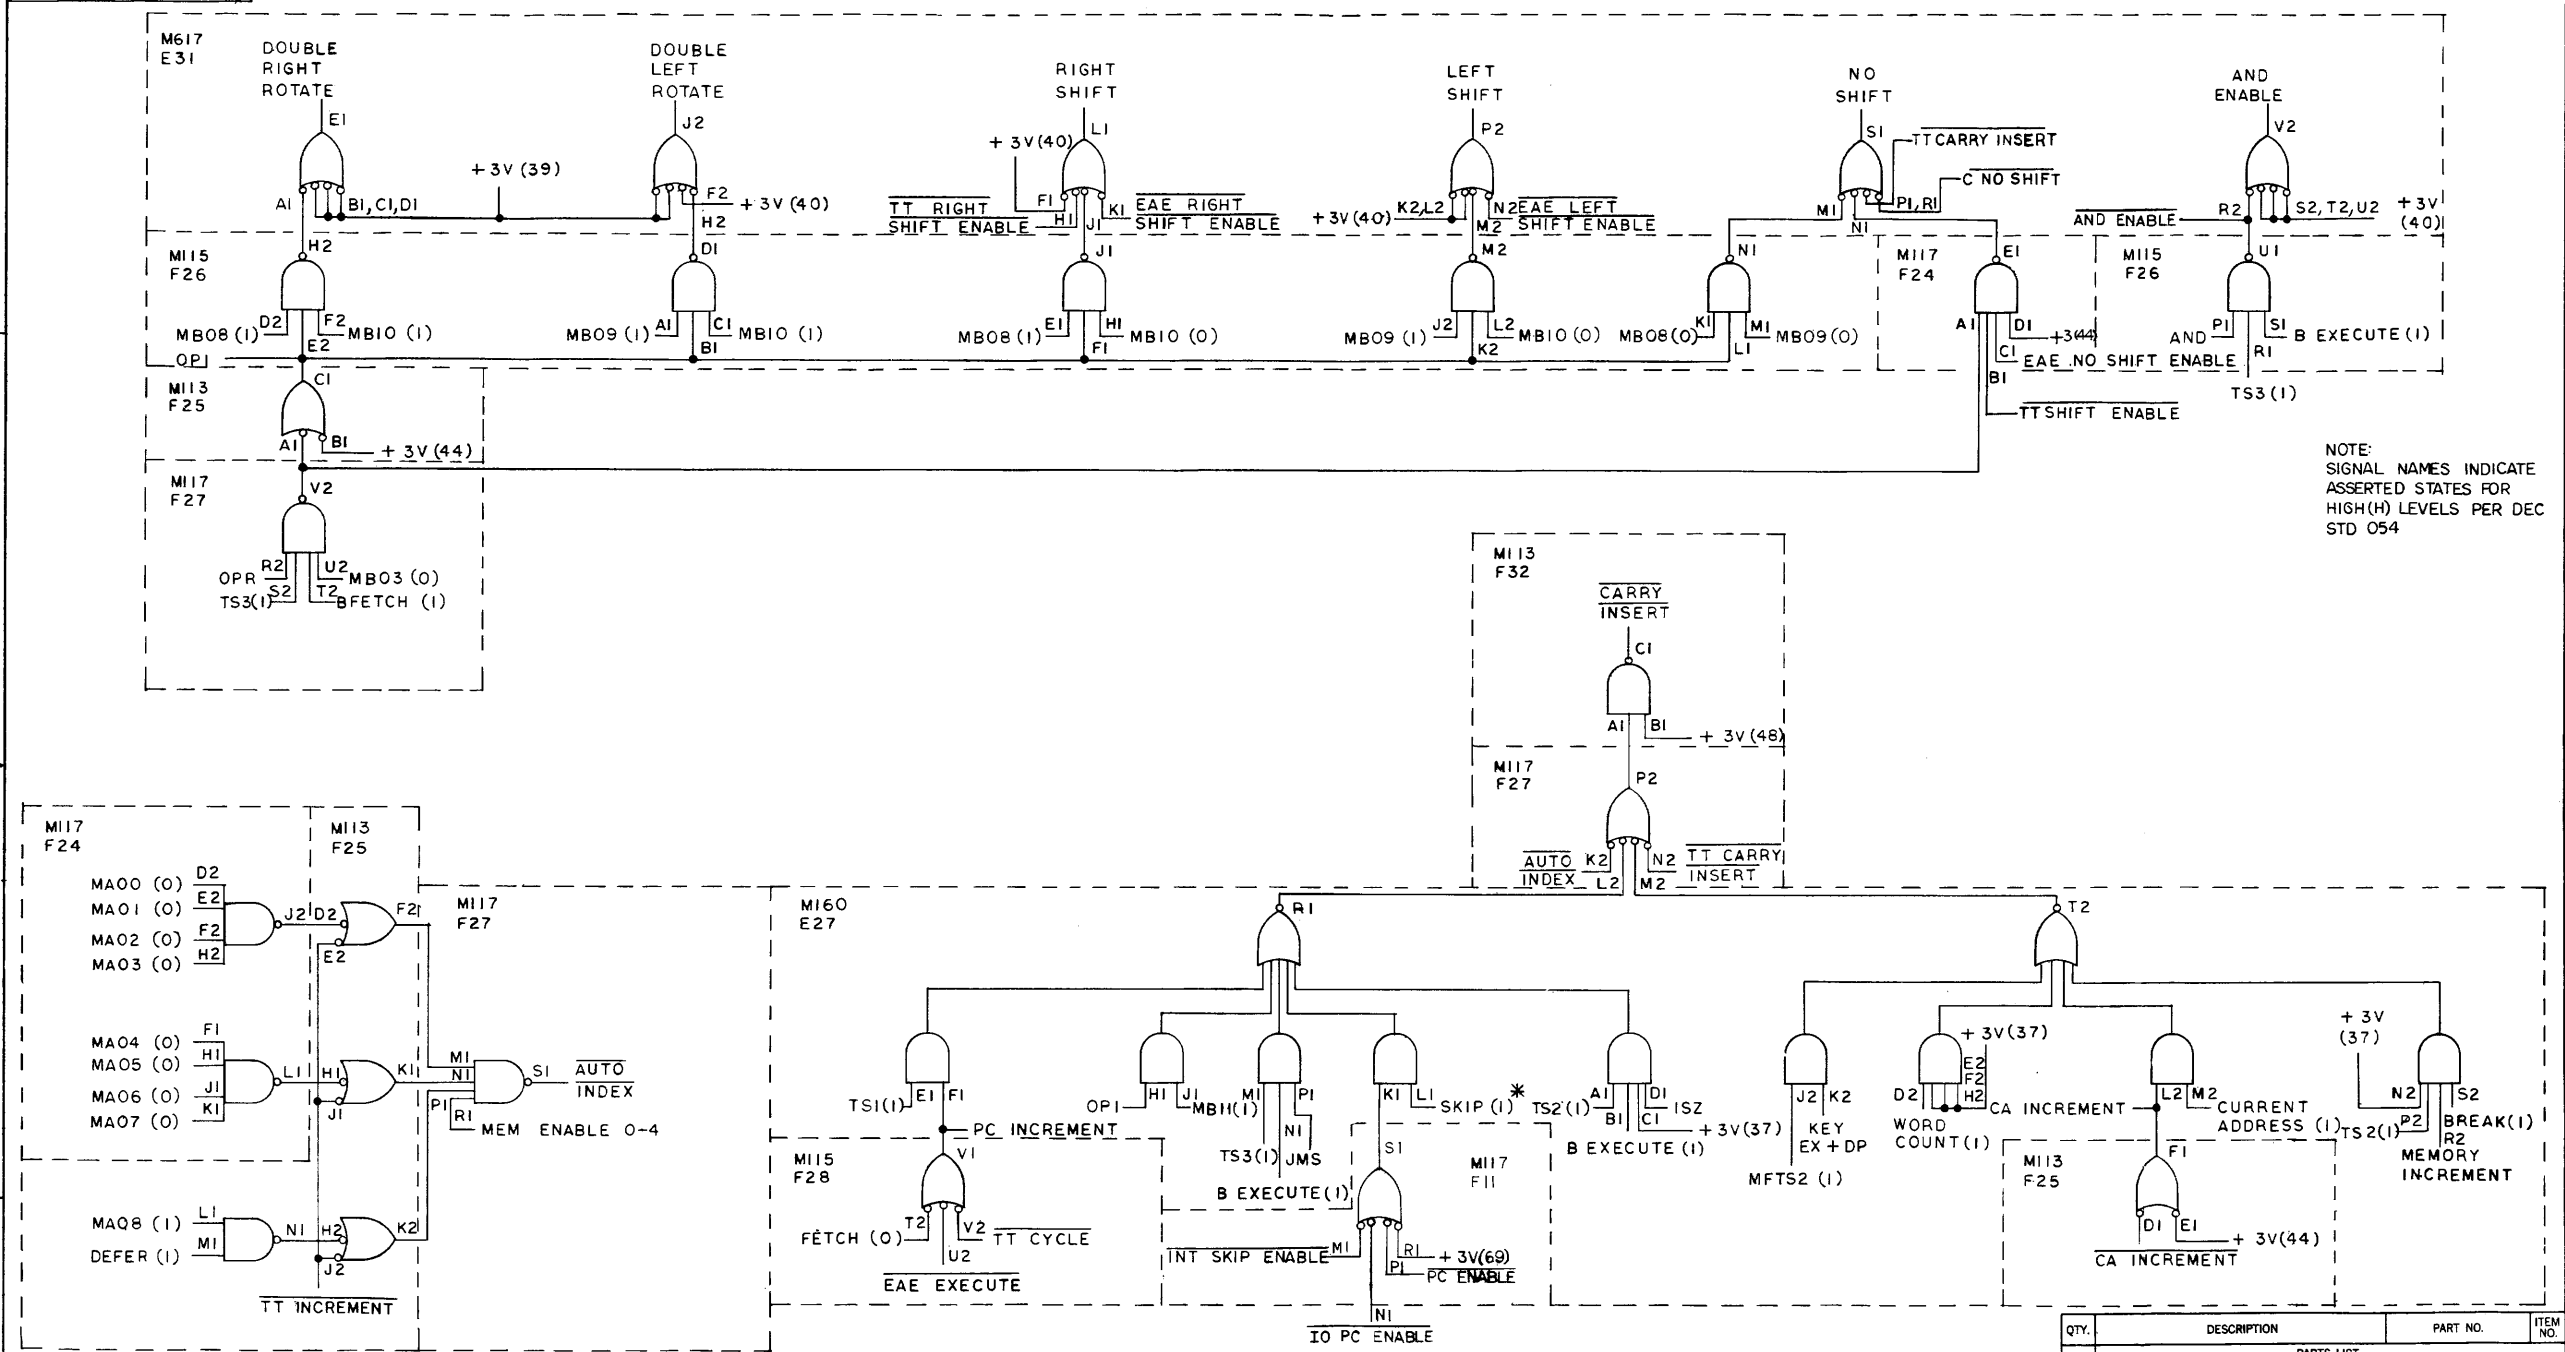 M617
E31
DOUBLE
RIGHT
ROTATE
E1
DOUBLE
LEFT
ROTATE
J2
RIGHT
SHIFT
L1
LEFT
SHIFT
P2
NO
SHIFT
S1
AND
ENABLE
V2
A1
B1, C1, D1
+3V (39)
F2
+3V (40)
H2
+3V (40)
F1
H1
J1
K1
TT RIGHT
SHIFT ENABLE
EAE RIGHT
SHIFT ENABLE
+3V(40)
K2,L2
M2
N2
EAE LEFT
SHIFT ENABLE
TT CARRY INSERT
C NO SHIFT
M1
N1
P1, R1
AND ENABLE
R2
S2, T2, U2
+3V
(40)
M115
F26
H2
D1
J1
M2
N1
M117
F24
E1
M115
F26
U1
MB08 (1)
D2
E2
F2
MB10 (1)
MB09 (1)
A1
B1
C1
MB10 (1)
MB08 (1)
E1
F1
H1
MB10 (0)
MB09 (1)
J2
K2
L2
MB10 (0)
MB08(0)
K1
L1
M1
MB09 (0)
A1
B1
C1
D1
+3(44)
EAE .NO SHIFT ENABLE
TT SHIFT ENABLE
AND
P1
R1
S1
B EXECUTE (1)
TS3 (1)
OP1
M113
F25
C1
A1
B1
+3V(44)
M117
F27
V2
OPR
R2
TS3(1)
S2
U2
MB03 (0)
T2
BFETCH (1)
NOTE:
SIGNAL NAMES INDICATE
ASSERTED STATES FOR
HIGH(H) LEVELS PER DEC
STD 054
M113
F32
CARRY
INSERT
C1
A1
B1
+3V (48)
M117
F27
P2
AUTO
INDEX
K2
L2
M2
N2
TT CARRY
INSERT
M117
F24
M113
F25
M117
F27
MA00 (0) D2
MA01 (0) E2
MA02 (0) F2
MA03 (0) H2
J2
D2
E2
F2
MA04 (0) F1
MA05 (0) H1
MA06 (0) J1
MA07 (0) K1
L1
H1
J1
K1
M1
N1
P1
R1
S1
AUTO
INDEX
MEM ENABLE 0-4
MA08 (1) L1
DEFER (1) M1
N1
H2
J2
K2
TT INCREMENT
M160
E27
R1
T2
TS1(1)
E1
F1
PC INCREMENT
OP1
H1
J1
MB11(1)
M1
N1
P1
TS3(1)
JMS
B EXECUTE (1)
K1
L1
SKIP (1)
*
TS2 (1)
A1
B1
C1
D1
ISZ
+3V(37)
B EXECUTE (1)
J2
K2
KEY
EX+DP
MFTS2 (1)
D2
WORD
COUNT(1)
+3V(37)
E2
F2
H2
CA INCREMENT
L2
M2
CURRENT
ADDRESS (1)
+3V
(37)
N2
TS2(1)
P2
R2
S2
BREAK(1)
MEMORY
INCREMENT
M115
F28
V1
FETCH (0)
T2
U2
V2
TT CYCLE
EAE EXECUTE
M117
F11
S1
INT SKIP ENABLE
M1
N1
P1
R1
+3V(69)
PC ENABLE
IO PC ENABLE
M113
F25
F1
D1
E1
+3V(44)
CA INCREMENT
QTY.
DESCRIPTION
PART NO.
ITEM
NO.
PARTS LIST